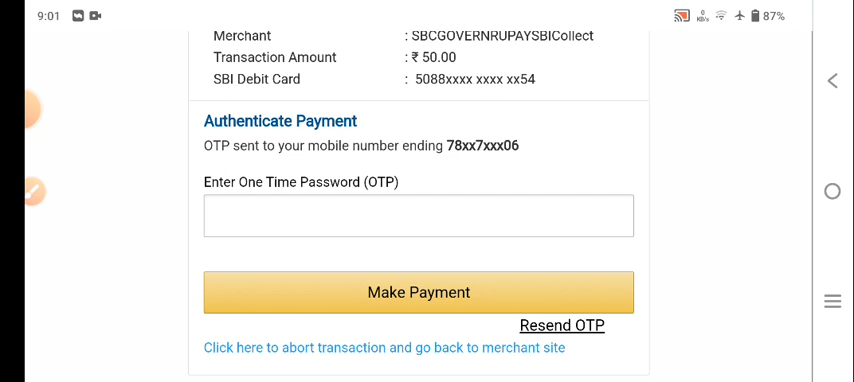 9:01
87%
Merchant : SBCGOVERNRUPAYSBICollect
Transaction Amount : ₹ 50.00
SBI Debit Card : 5088xxxx xxxx xx54
Authenticate Payment
OTP sent to your mobile number ending 78xx7xxx06
Enter One Time Password (OTP)
Make Payment
Resend OTP
Click here to abort transaction and go back to merchant site